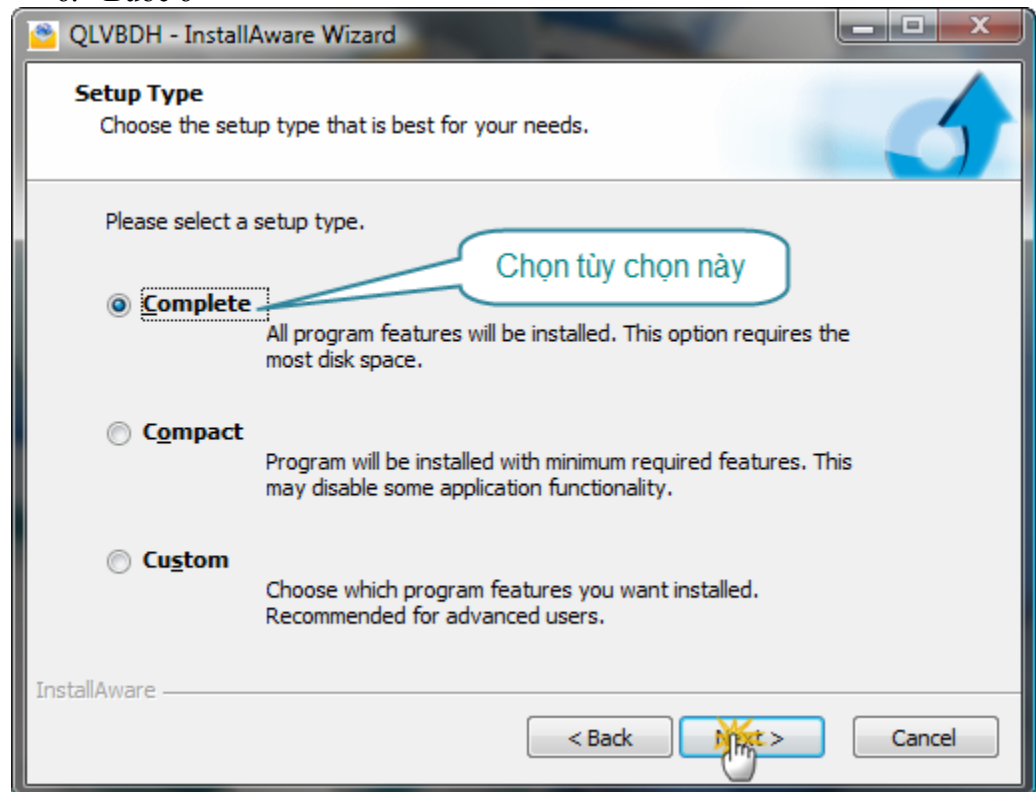 QLVBDH - InstallAware Wizard
Setup Type
Choose the setup type that is best for your needs.
Please select a setup type.
Chọn tùy chọn này
Complete
All program features will be installed. This option requires the
most disk space.
Compact
Program will be installed with minimum required features. This
may disable some application functionality.
Custom
Choose which program features you want installed.
Recommended for advanced users.
InstallAware
< Back
Next >
Cancel